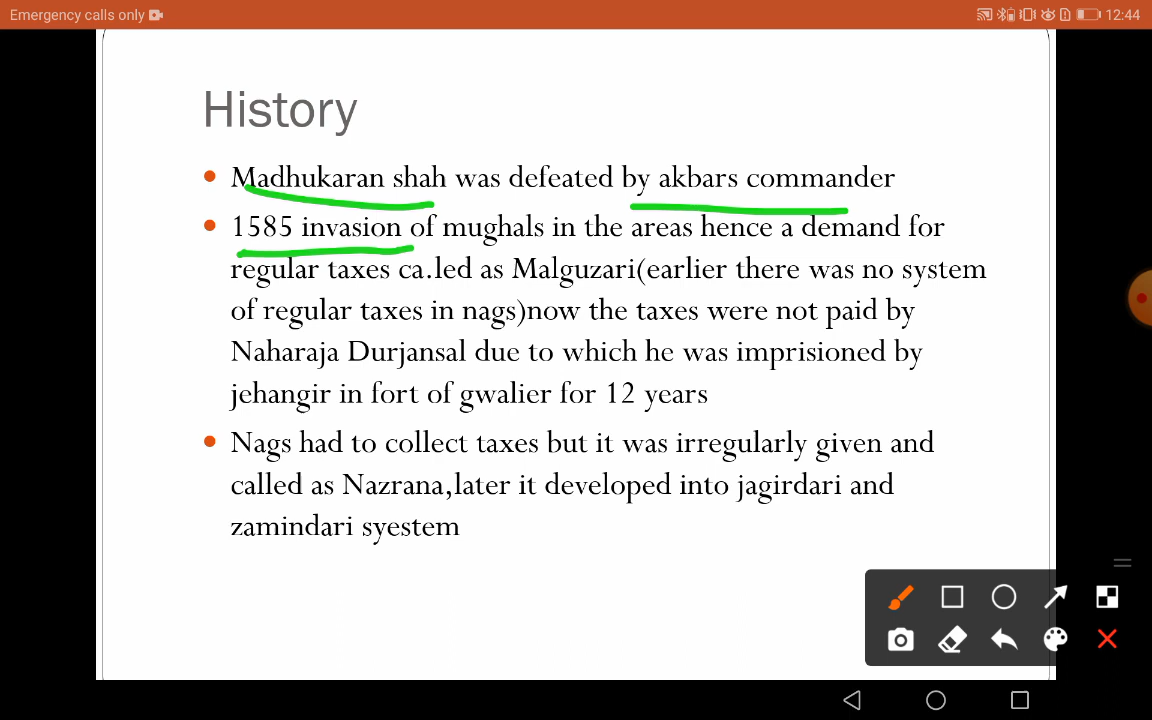 Emergency calls only
12:44
History
Madhukaran shah was defeated by akbars commander
1585 invasion of mughals in the areas hence a demand for
regular taxes ca.led as Malguzari(earlier there was no system
of regular taxes in nags)now the taxes were not paid by
Naharaja Durjansal due to which he was imprisioned by
jehangir in fort of gwalier for 12 years
Nags had to collect taxes but it was irregularly given and
called as Nazrana,later it developed into jagirdari and
zamindari syestem